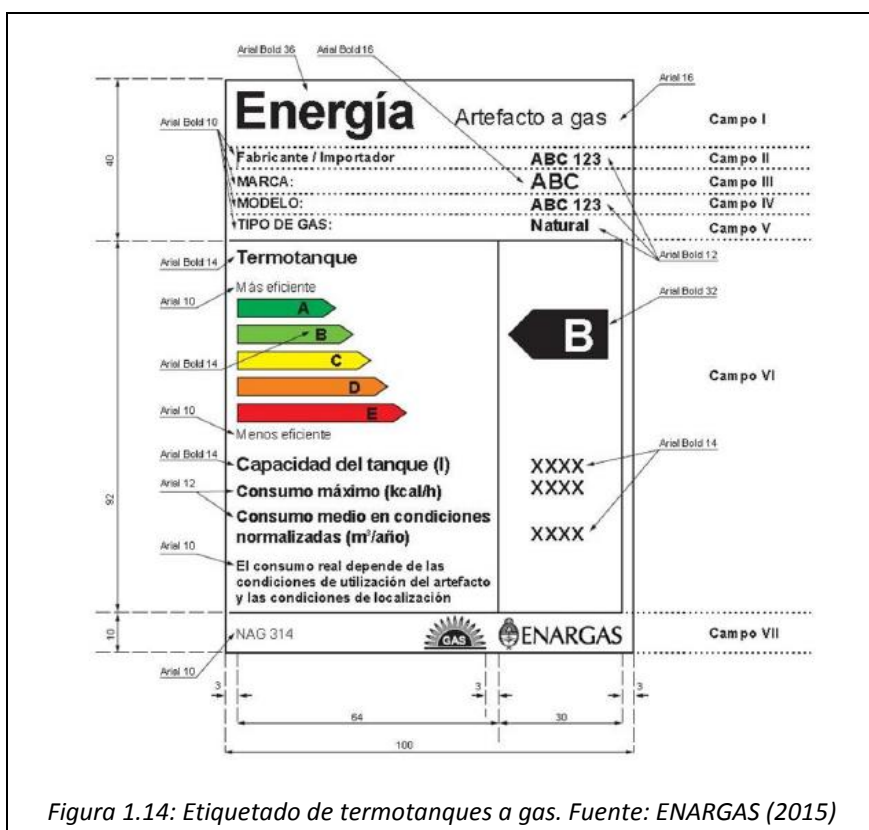 Arial Bold 36
Arial Bold 16
Arial 16
Energía
Artefacto a gas
Campo I
Arial Bold 10
Fabricante / Importador
ABC 123
Campo II
MARCA:
ABC
Campo III
MODELO:
ABC 123
Campo IV
TIPO DE GAS:
Natural
Campo V
40
Arial Bold 14
Termotanque
Arial Bold 12
Arial 10
Más eficiente
Arial Bold 32
A
B
B
Arial Bold 14
C
Campo VI
D
Arial 10
E
Menos eficiente
Arial Bold 14
Arial Bold 14
Capacidad del tanque (l)
XXXX
Arial 12
Consumo máximo (kcal/h)
XXXX
92
Consumo medio en condiciones
normalizadas (m³/año)
XXXX
Arial 10
El consumo real depende de las
condiciones de utilización del artefacto
y las condiciones de localización
10
NAG 314
GAS
ENARGAS
Campo VII
Arial 10
3
3
3
64
30
100
Figura 1.14: Etiquetado de termotanques a gas. Fuente: ENARGAS (2015)